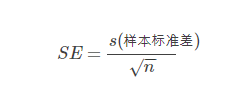 SE = s(样本标准差) / √n